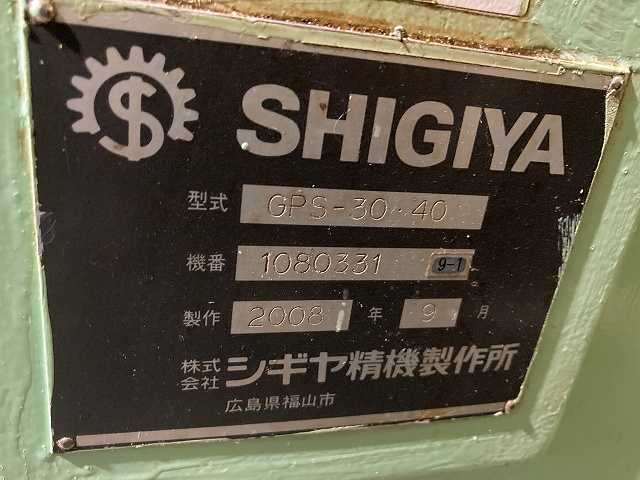 SHIGIYA
型式 GPS-30・40
機番 1080331 9-1
製作 2008 年 9 月
株式会社 シギヤ精機製作所
広島県福山市